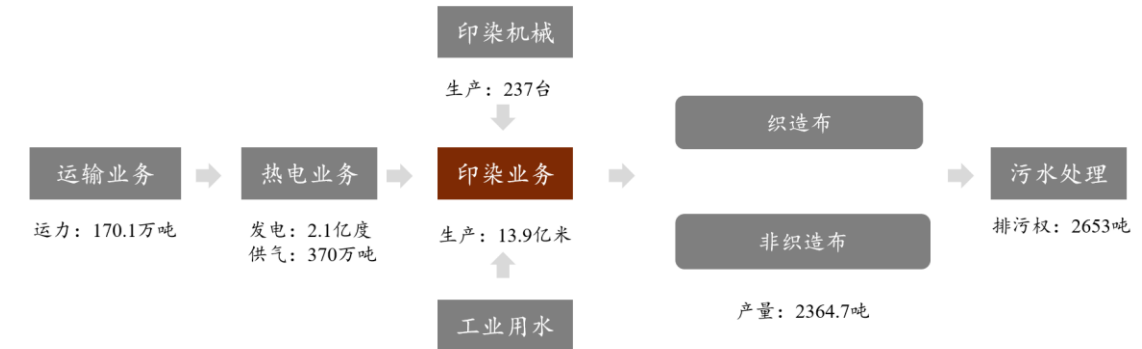 印染机械
生产：237台
织造布
运输业务
热电业务
印染业务
污水处理
运力：170.1万吨
发电：2.1亿度
供气：370万吨
生产：13.9亿米
非织造布
排污权：2653吨
产量：2364.7吨
工业用水